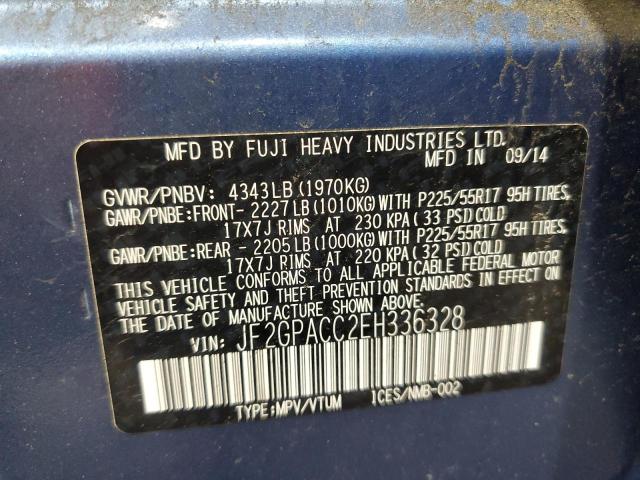 MFD BY FUJI HEAVY INDUSTRIES LTD.
MFD IN 09/14
GVWR/PNBV: 4343LB(1970KG)
GAWR/PNBE:FRONT- 2227LB(1010KG)WITH P225/55R17 95H TIRES,
17X7J RIMS AT 230 KPA(33 PSI)COLD
GAWR/PNBE:REAR - 2205LB(1000KG)WITH P225/55R17 95H TIRES,
17X7J RIMS AT 220 KPA(32 PSI)COLD
THIS VEHICLE CONFORMS TO ALL APPLICABLE FEDERAL MOTOR
VEHICLE SAFETY AND THEFT PREVENTION STANDARDS IN EFFECT ON
THE DATE OF MANUFACTURE SHOWN ABOVE.
VIN: JF2GPACC2EH336328
TYPE:MPV/VTUM ICES/NMB-002